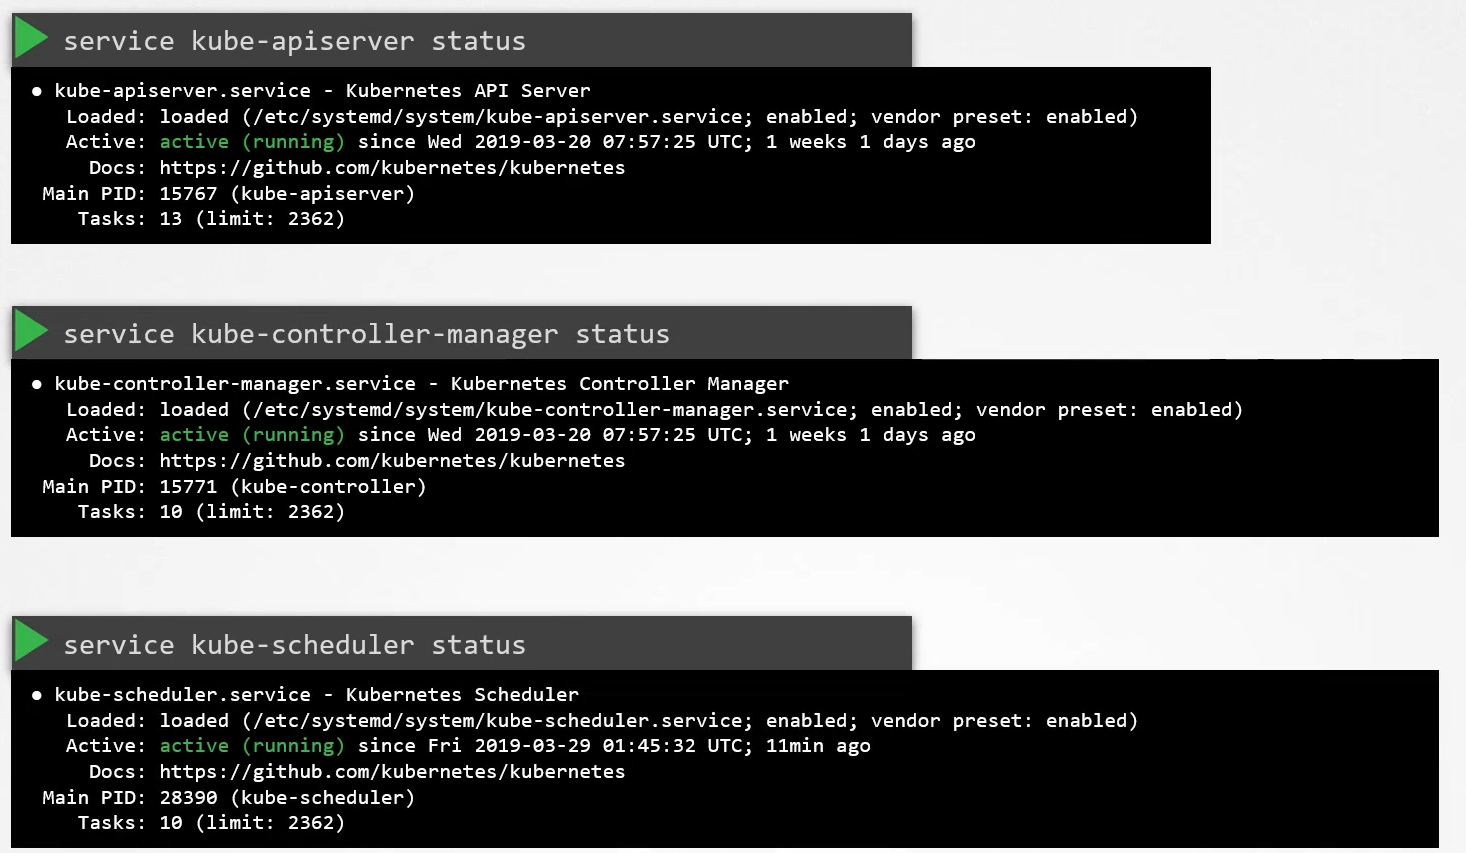 service kube-apiserver status
● kube-apiserver.service - Kubernetes API Server
Loaded: loaded (/etc/systemd/system/kube-apiserver.service; enabled; vendor preset: enabled)
Active: active (running) since Wed 2019-03-20 07:57:25 UTC; 1 weeks 1 days ago
Docs: https://github.com/kubernetes/kubernetes
Main PID: 15767 (kube-apiserver)
Tasks: 13 (limit: 2362)
service kube-controller-manager status
● kube-controller-manager.service - Kubernetes Controller Manager
Loaded: loaded (/etc/systemd/system/kube-controller-manager.service; enabled; vendor preset: enabled)
Active: active (running) since Wed 2019-03-20 07:57:25 UTC; 1 weeks 1 days ago
Docs: https://github.com/kubernetes/kubernetes
Main PID: 15771 (kube-controller)
Tasks: 10 (limit: 2362)
service kube-scheduler status
● kube-scheduler.service - Kubernetes Scheduler
Loaded: loaded (/etc/systemd/system/kube-scheduler.service; enabled; vendor preset: enabled)
Active: active (running) since Fri 2019-03-29 01:45:32 UTC; 11min ago
Docs: https://github.com/kubernetes/kubernetes
Main PID: 28390 (kube-scheduler)
Tasks: 10 (limit: 2362)